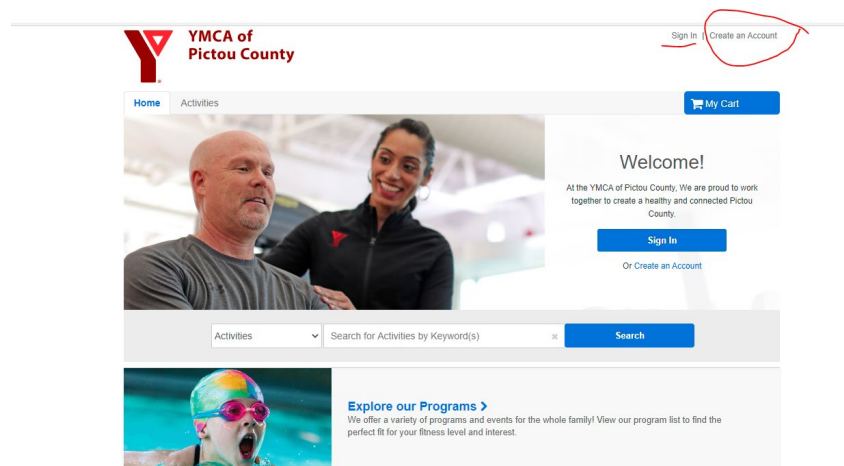 YMCA of
Pictou County
Sign In | Create an Account
Home Activities My Cart
Welcome!
At the YMCA of Pictou County, We are proud to work
together to create a healthy and connected Pictou
County.
Sign In
Or Create an Account
Activities Search for Activities by Keyword(s) × Search
Explore our Programs >
We offer a variety of programs and events for the whole family! View our program list to find the
perfect fit for your fitness level and interest.